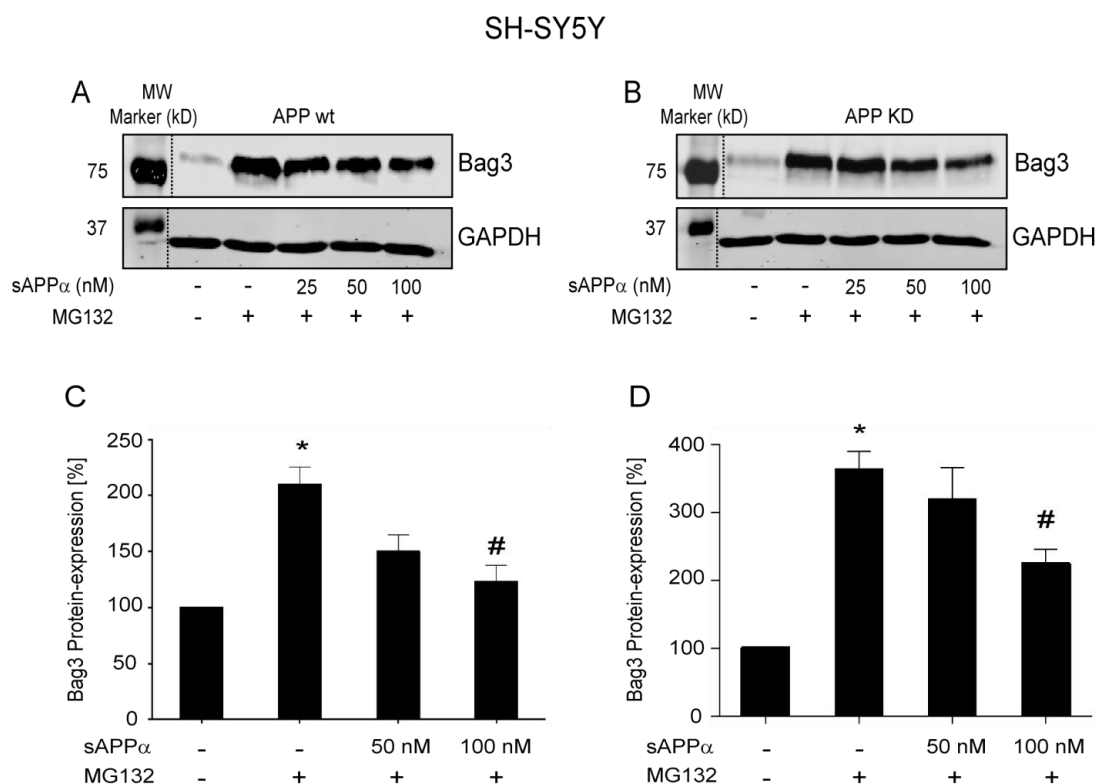 SH-SY5Y
A
MW
Marker (kD)
APP wt
75
Bag3
37
GAPDH
sAPPα (nM) - - 25 50 100
MG132 - + + + +
B
MW
Marker (kD)
APP KD
75
Bag3
37
GAPDH
sAPPα (nM) - - 25 50 100
MG132 - + + + +
C
Bag3 Protein-expression [%]
250
200
150
100
50
0
*
#
sAPPα - - 50 nM 100 nM
MG132 - + + +
D
Bag3 Protein-expression [%]
400
300
200
100
0
*
#
sAPPα - - 50 nM 100 nM
MG132 - + + +